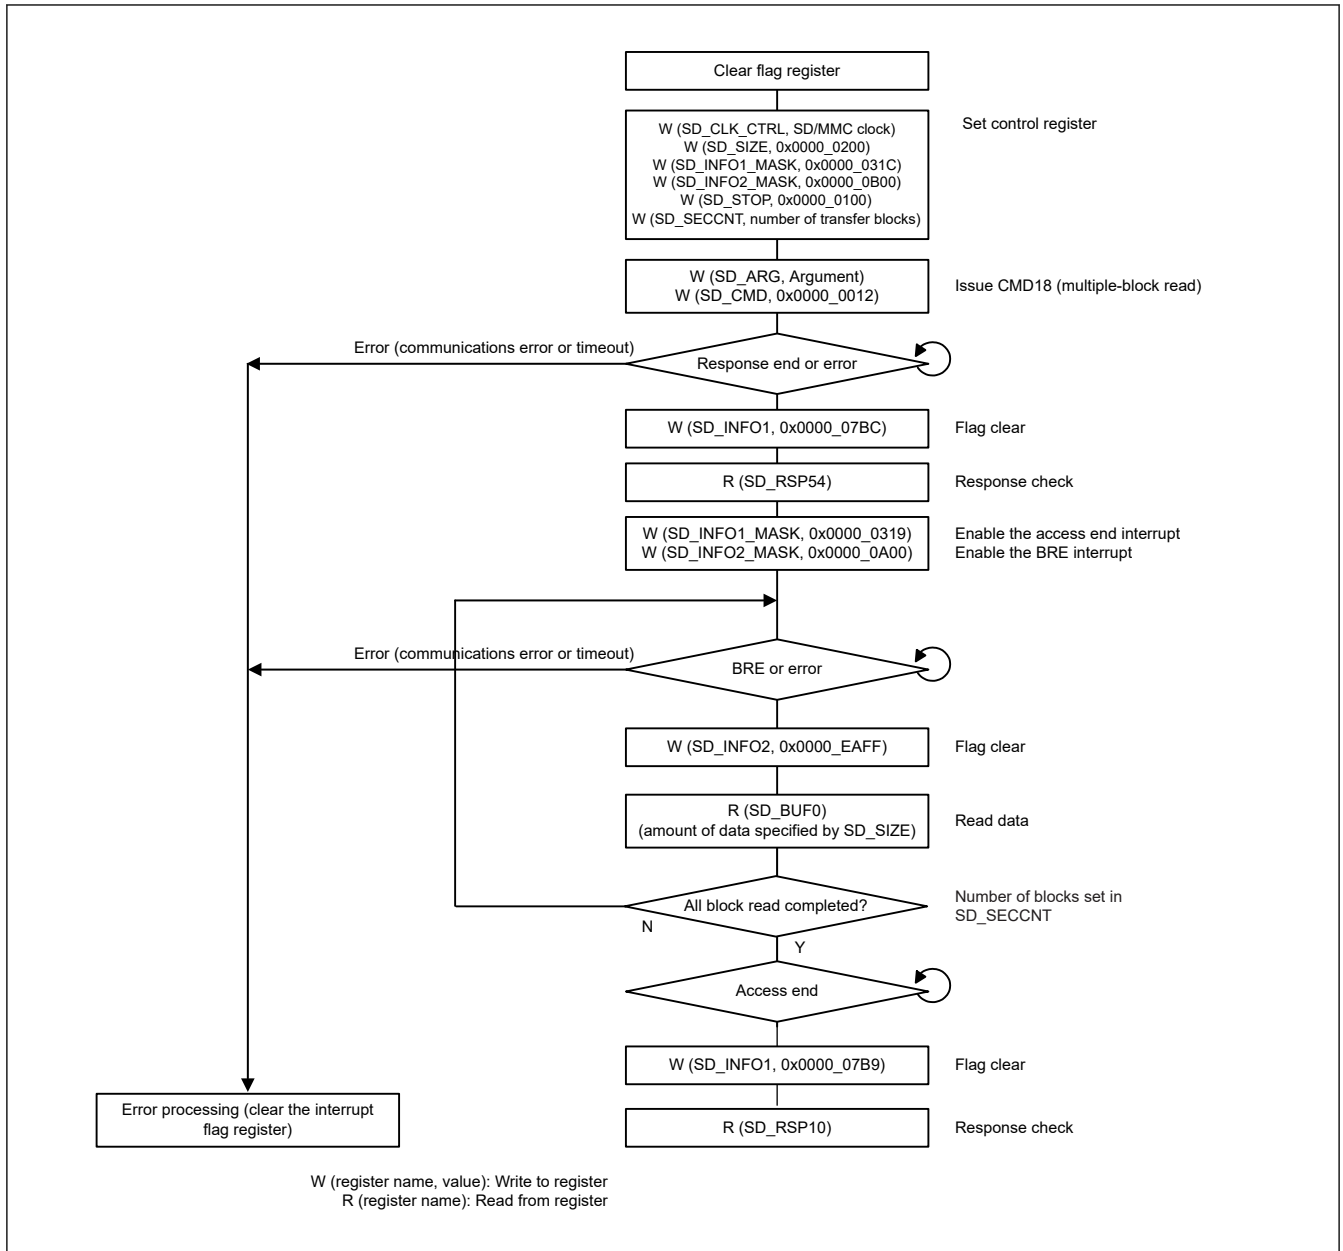 Clear flag register
W (SD_CLK_CTRL, SD/MMC clock)
W (SD_SIZE, 0x0000_0200)
W (SD_INFO1_MASK, 0x0000_031C)
W (SD_INFO2_MASK, 0x0000_0B00)
W (SD_STOP, 0x0000_0100)
W (SD_SECCNT, number of transfer blocks)
Set control register
W (SD_ARG, Argument)
W (SD_CMD, 0x0000_0012)
Issue CMD18 (multiple-block read)
Error (communications error or timeout)
Response end or error
W (SD_INFO1, 0x0000_07BC)
Flag clear
R (SD_RSP54)
Response check
W (SD_INFO1_MASK, 0x0000_0319)
W (SD_INFO2_MASK, 0x0000_0A00)
Enable the access end interrupt
Enable the BRE interrupt
Error (communications error or timeout)
BRE or error
W (SD_INFO2, 0x0000_EAFF)
Flag clear
R (SD_BUF0)
(amount of data specified by SD_SIZE)
Read data
All block read completed?
Number of blocks set in
SD_SECCNT
N
Y
Access end
W (SD_INFO1, 0x0000_07B9)
Flag clear
Error processing (clear the interrupt
flag register)
R (SD_RSP10)
Response check
W (register name, value): Write to register
R (register name): Read from register